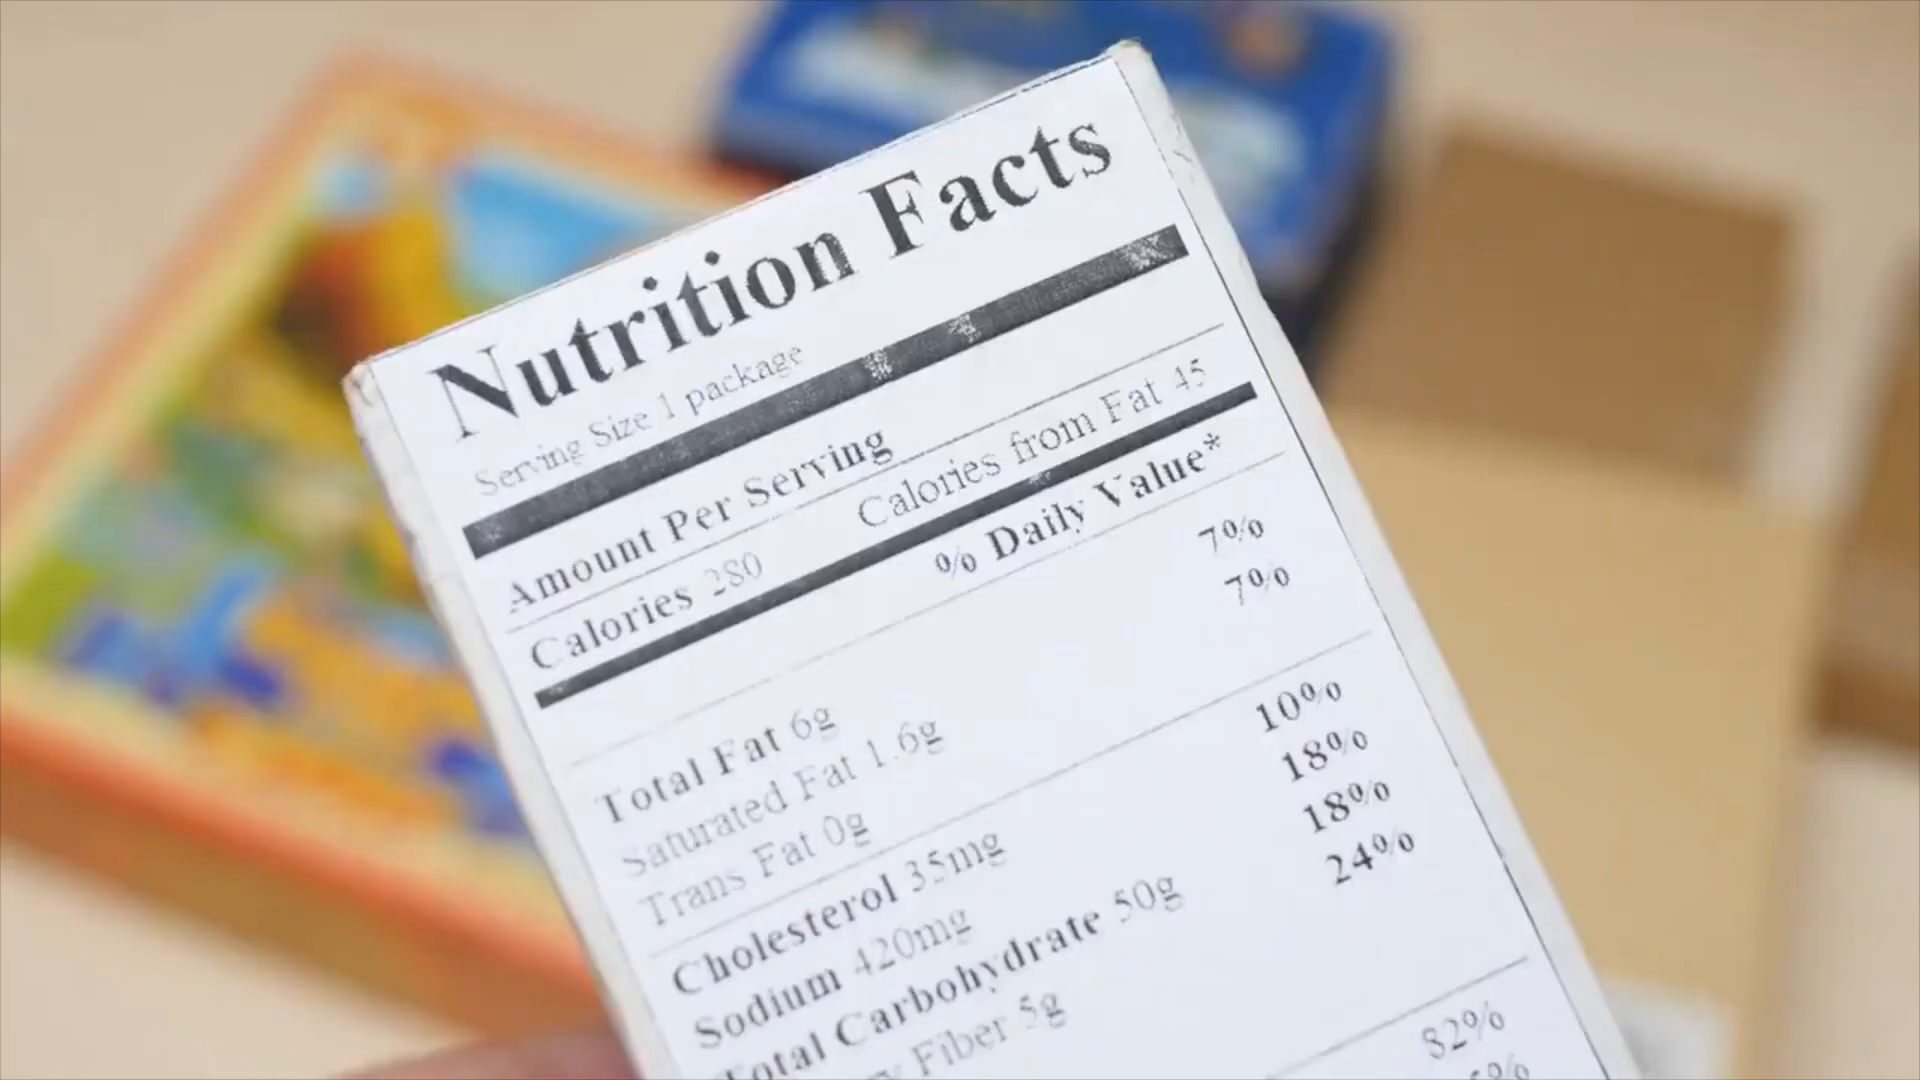 Nutrition Facts
Serving Size 1 package
Amount Per Serving
Calories 280 Calories from Fat 45
% Daily Value*
Total Fat 6g 7%
Saturated Fat 1.6g 7%
Trans Fat 0g
Cholesterol 35mg 10%
Sodium 420mg 18%
Total Carbohydrate 50g 18%
Fiber 5g 24%
82%